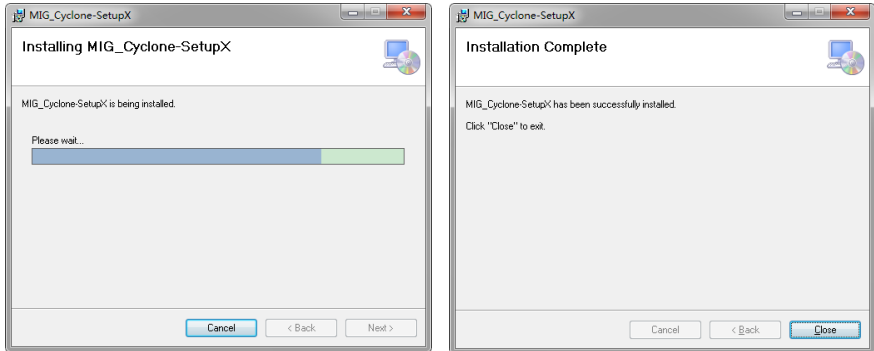 MIG_Cyclone-SetupX
Installing MIG_Cyclone-SetupX
MIG_Cyclone-SetupX is being installed.
Please wait...
Cancel
< Back
Next >
MIG_Cyclone-SetupX
Installation Complete
MIG_Cyclone-SetupX has been successfully installed.
Click "Close" to exit.
Cancel
< Back
Close